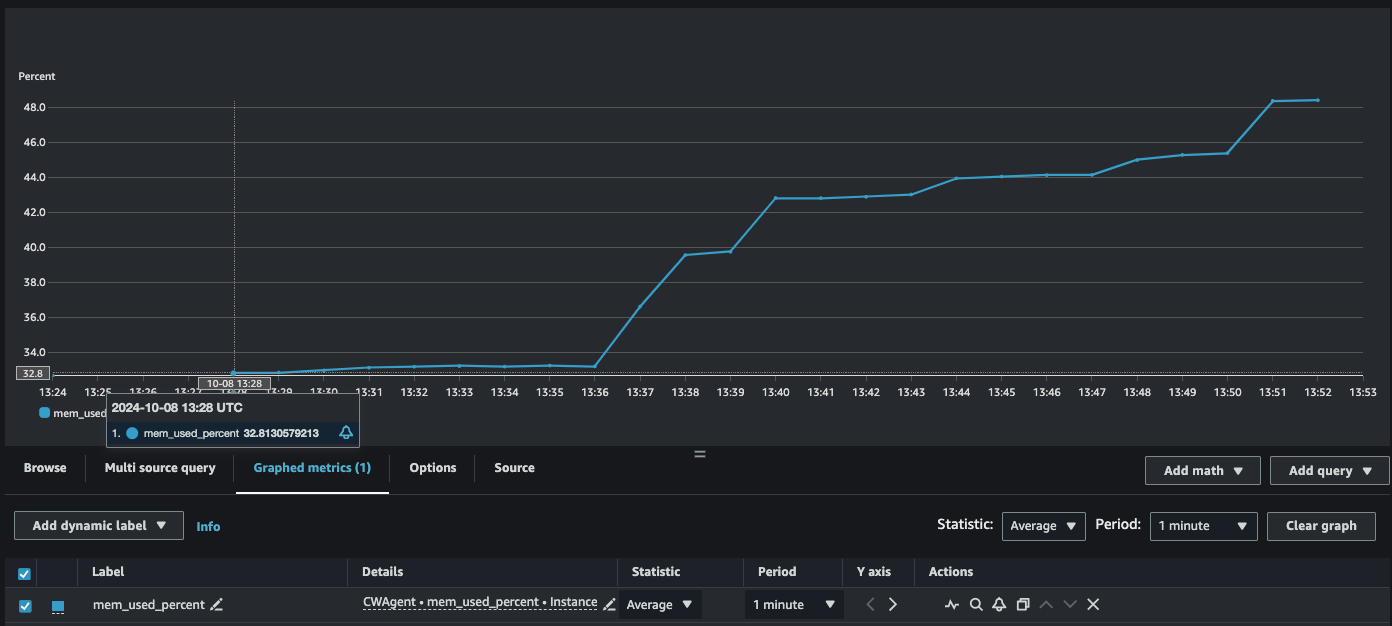 Percent
48.0
46.0
44.0
42.0
40.0
38.0
36.0
34.0
32.8
13:24 13:25 13:26 13:27 13:28 13:29 13:30 13:31 13:32 13:33 13:34 13:35 13:36 13:37 13:38 13:39 13:40 13:41 13:42 13:43 13:44 13:45 13:46 13:47 13:48 13:49 13:50 13:51 13:52 13:53
10-08 13:28
mem_used
2024-10-08 13:28 UTC
1. mem_used_percent 32.8130579213
Browse Multi source query Graphed metrics (1) Options Source Add math Add query
Add dynamic label Info Statistic: Average Period: 1 minute Clear graph
Label Details Statistic Period Y axis Actions
mem_used_percent CWAgent • mem_used_percent • Instance Average 1 minute